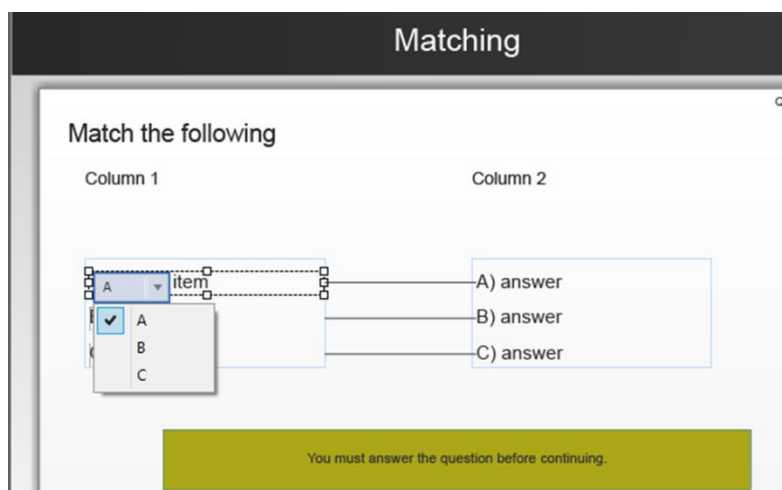 Matching
Q
Match the following
Column 1 Column 2
A item A) answer
A B) answer
B C) answer
C
You must answer the question before continuing.